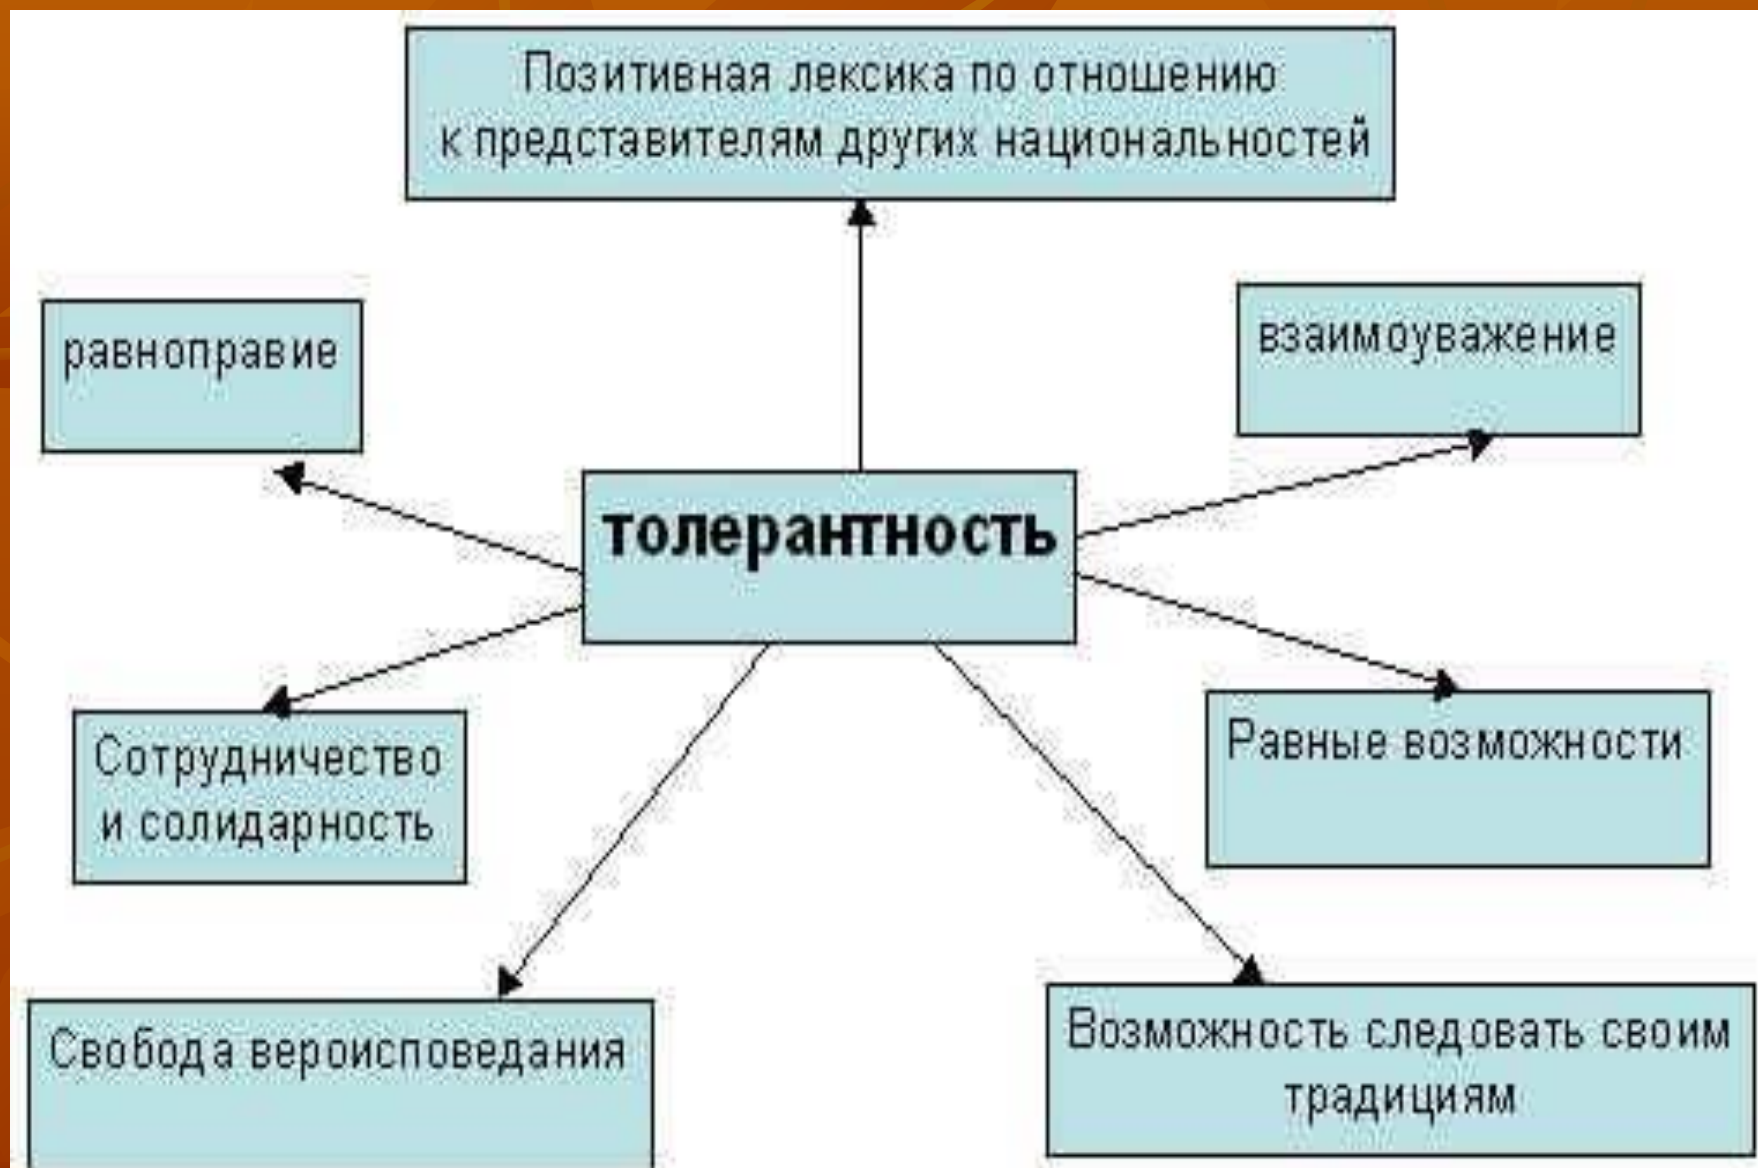 Позитивная лексика по отношению
к представителям других национальностей
равноправие
взаимоуважение
толерантность
Сотрудничество
и солидарность
Равные возможности
Свобода вероисповедания
Возможность следовать своим
традициям